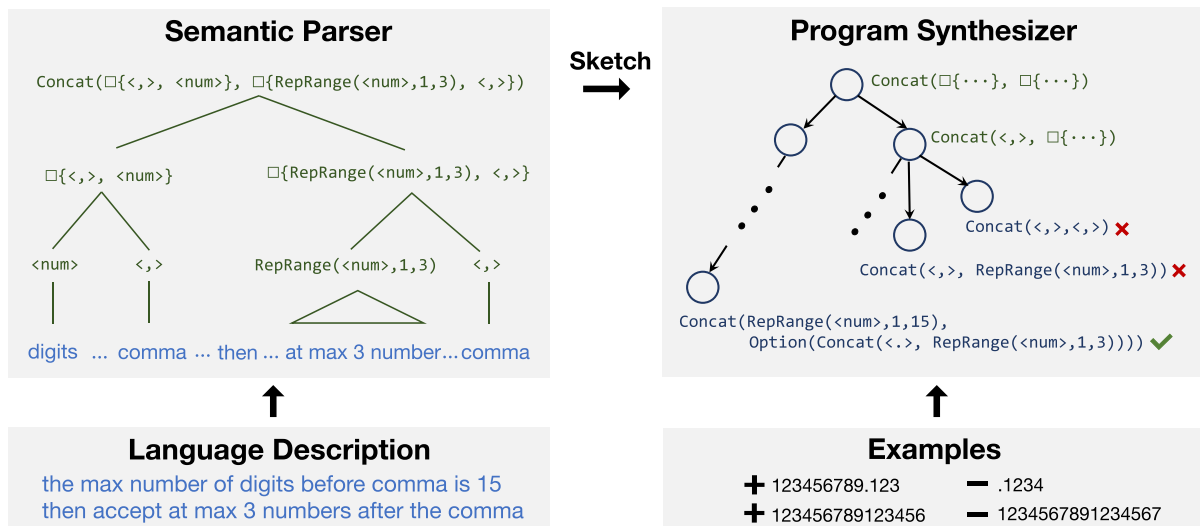 Semantic Parser
Concat(□{<,>, <num>}, □{RepRange(<num>,1,3), <,>})
□{<,>, <num>}
□{RepRange(<num>,1,3), <,>}
<num>
<,>
RepRange(<num>,1,3)
<,>
digits ... comma ... then ... at max 3 number... comma
Sketch
Program Synthesizer
Concat(□{···}, □{···})
Concat(<,>, □{···})
Concat(<,>,<,>)
Concat(<,>, RepRange(<num>,1,3))
Concat(RepRange(<num>,1,15),
Option(Concat(<.>, RepRange(<num>,1,3))))
Language Description
the max number of digits before comma is 15
then accept at max 3 numbers after the comma
Examples
+ 123456789.123
− .1234
+ 123456789123456
− 1234567891234567